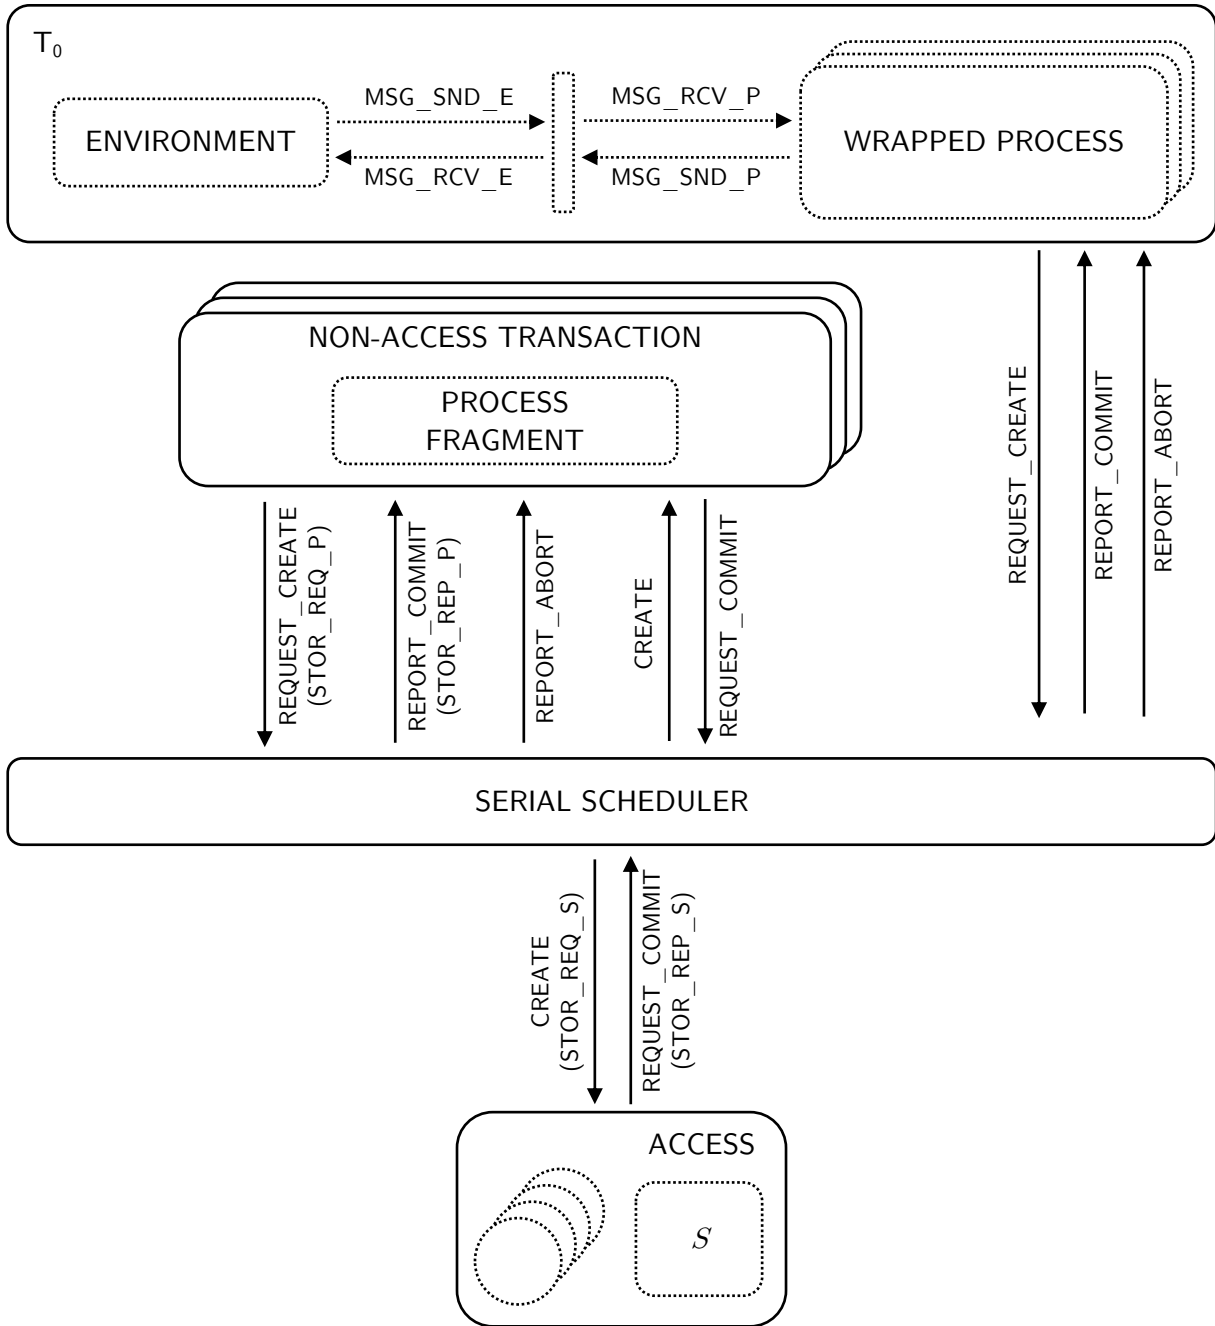 T0
MSG_SND_E
MSG_RCV_P
ENVIRONMENT
WRAPPED PROCESS
MSG_RCV_E
MSG_SND_P
NON-ACCESS TRANSACTION
PROCESS
FRAGMENT
REQUEST_CREATE
(STOR_REQ_P)
REPORT_COMMIT
(STOR_REP_P)
REPORT_ABORT
CREATE
REQUEST_COMMIT
REQUEST_CREATE
REPORT_COMMIT
REPORT_ABORT
SERIAL SCHEDULER
CREATE
(STOR_REQ_S)
REQUEST_COMMIT
(STOR_REP_S)
ACCESS
S